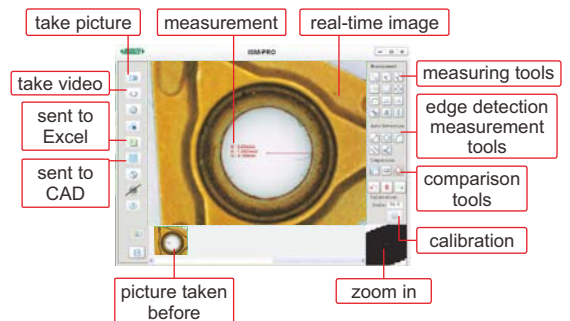 take picture
measurement
real-time image
ISM-PRO
take video
sent to
Excel
sent to
CAD
measuring tools
edge detection
measurement
tools
comparison
tools
calibration
zoom in
picture taken
before